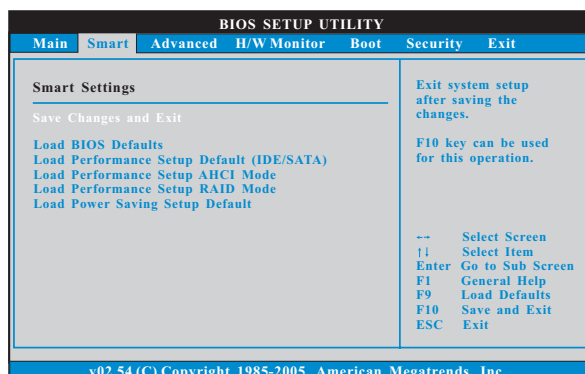 BIOS SETUP UTILITY
Main Smart Advanced H/W Monitor Boot Security Exit
Smart Settings
Save Changes and Exit
Load BIOS Defaults
Load Performance Setup Default (IDE/SATA)
Load Performance Setup AHCI Mode
Load Performance Setup RAID Mode
Load Power Saving Setup Default
Exit system setup
after saving the
changes.
F10 key can be used
for this operation.
←→ Select Screen
↑↓ Select Item
Enter Go to Sub Screen
F1 General Help
F9 Load Defaults
F10 Save and Exit
ESC Exit
v02.54 (C) Copyright 1985-2005, American Megatrends, Inc.